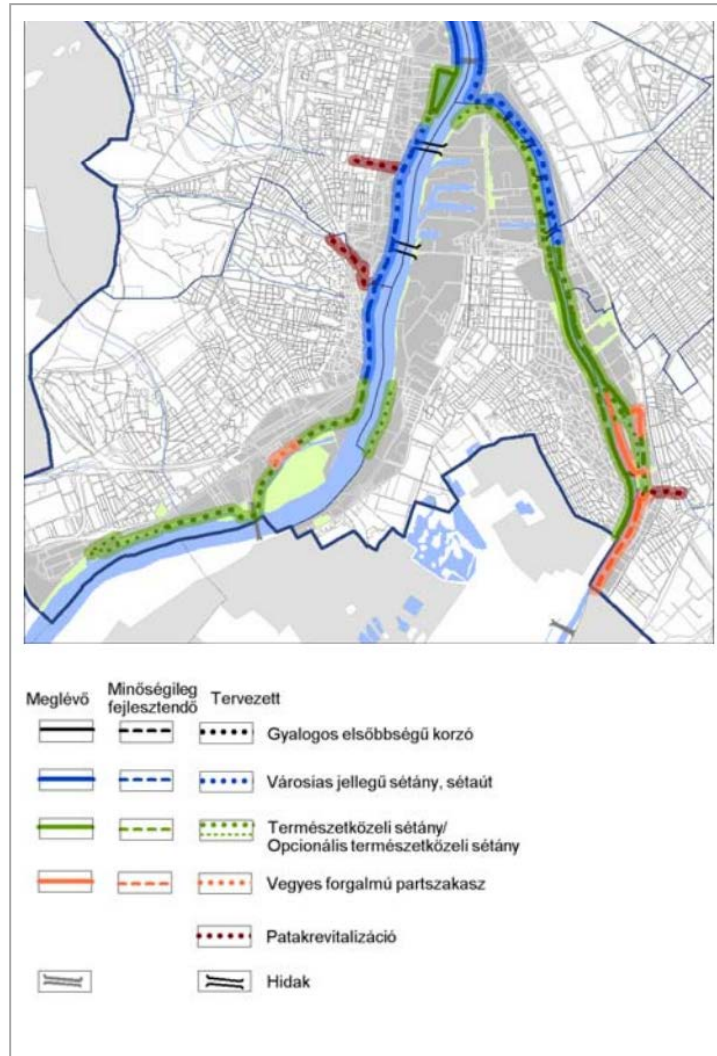 Meglévő
Minőségileg
fejlesztendő
Tervezett
Gyalogos elsőbbségű korzó
Városias jellegű sétány, sétaút
Természetközeli sétány/
Opcionális természetközeli sétány
Vegyes forgalmú partszakasz
Patakrevitalizáció
Hidak